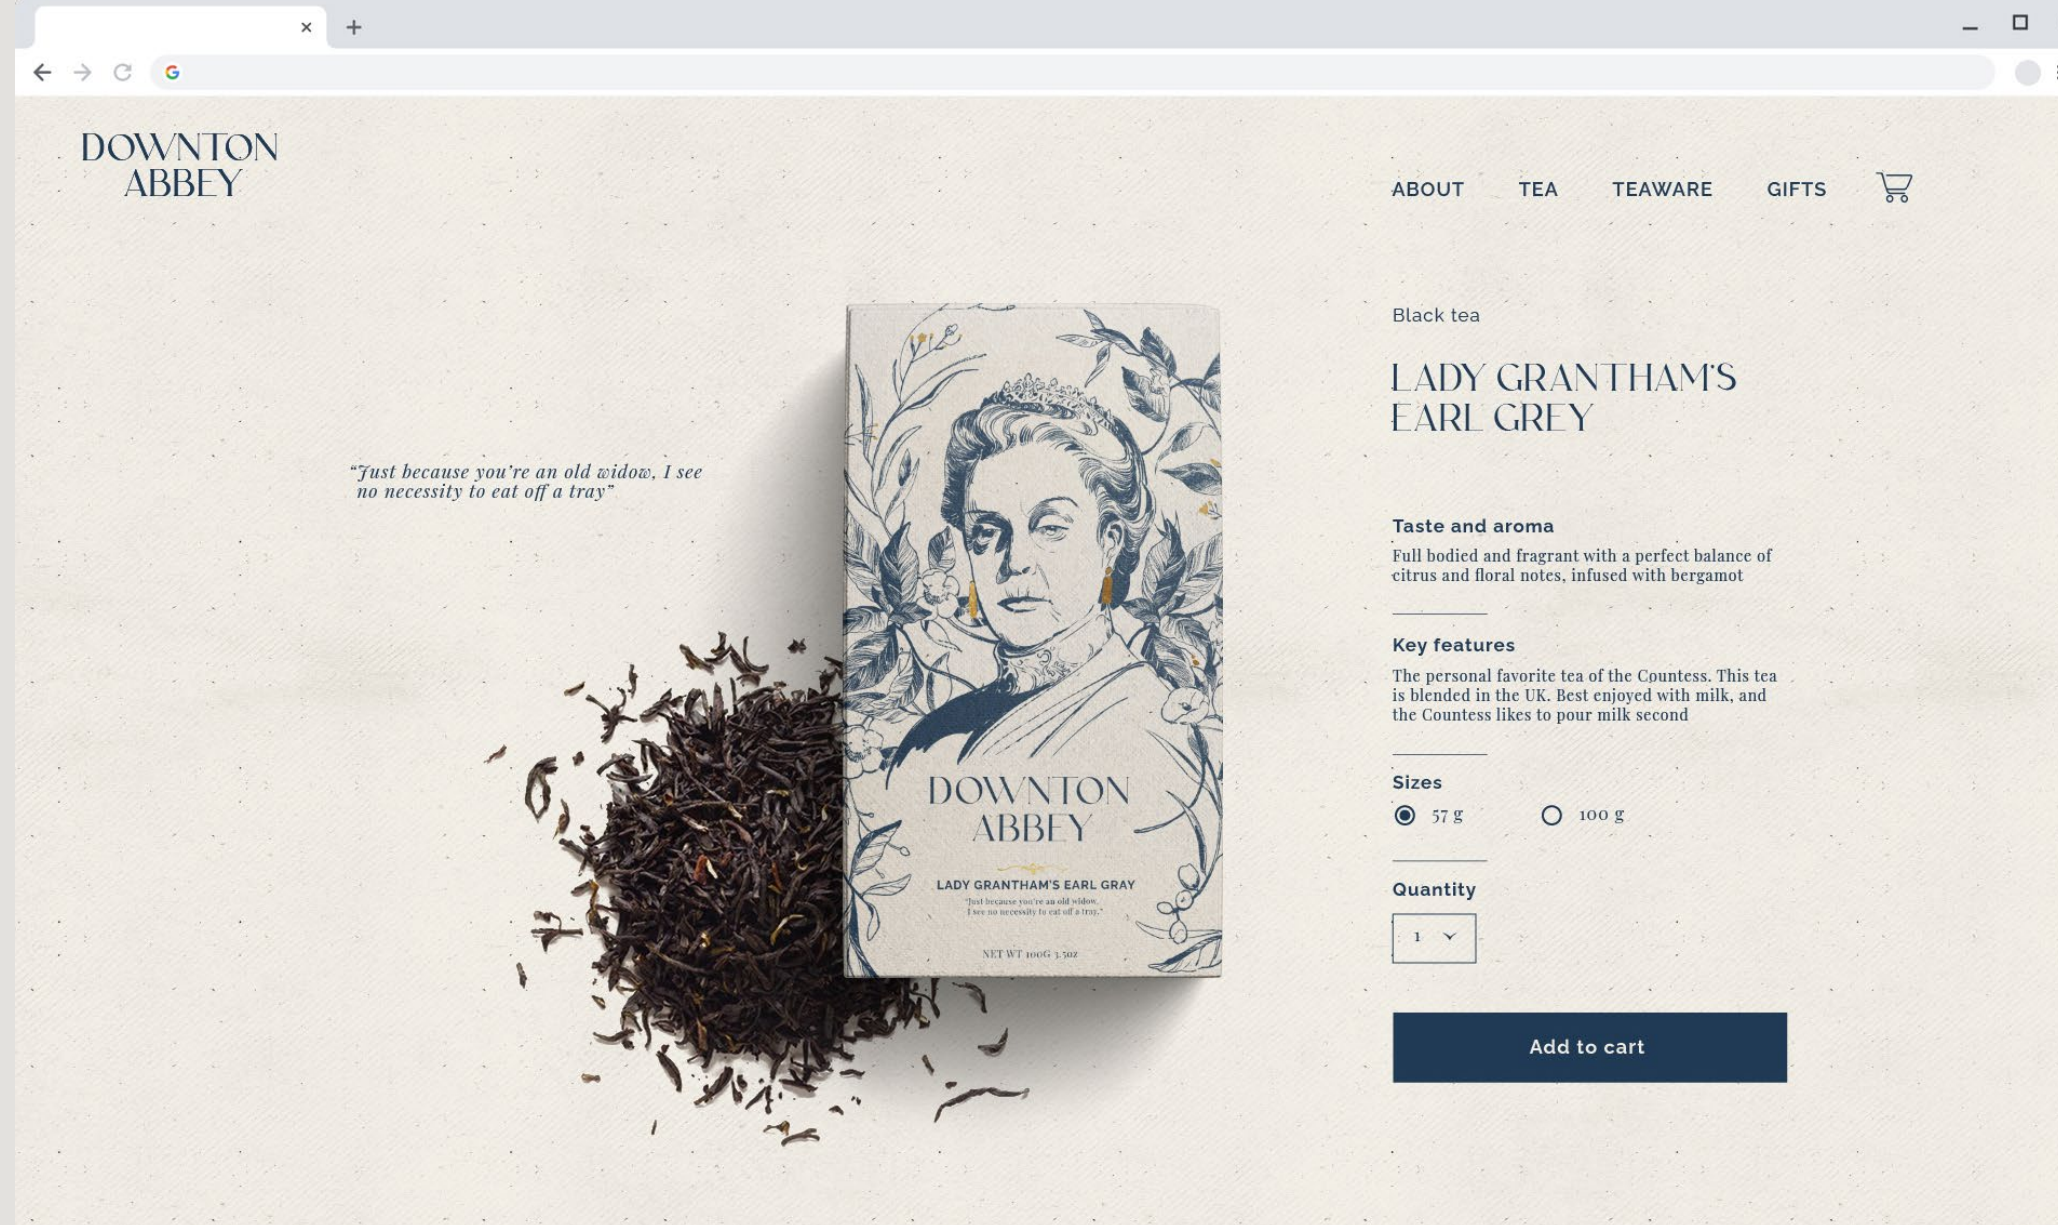 DOWNTON
ABBEY
ABOUT TEA TEAWARE GIFTS
“Just because you’re an old widow, I see
no necessity to eat off a tray”
DOWNTON
ABBEY
LADY GRANTHAM’S EARL GRAY
“Just because you’re an old widow,
I see no necessity to eat off a tray.”
NET WT 100G 3.5OZ
Black tea
LADY GRANTHAM’S
EARL GREY
Taste and aroma
Full bodied and fragrant with a perfect balance of
citrus and floral notes, infused with bergamot
Key features
The personal favorite tea of the Countess. This tea
is blended in the UK. Best enjoyed with milk, and
the Countess likes to pour milk second
Sizes
57 g 100 g
Quantity
1
Add to cart